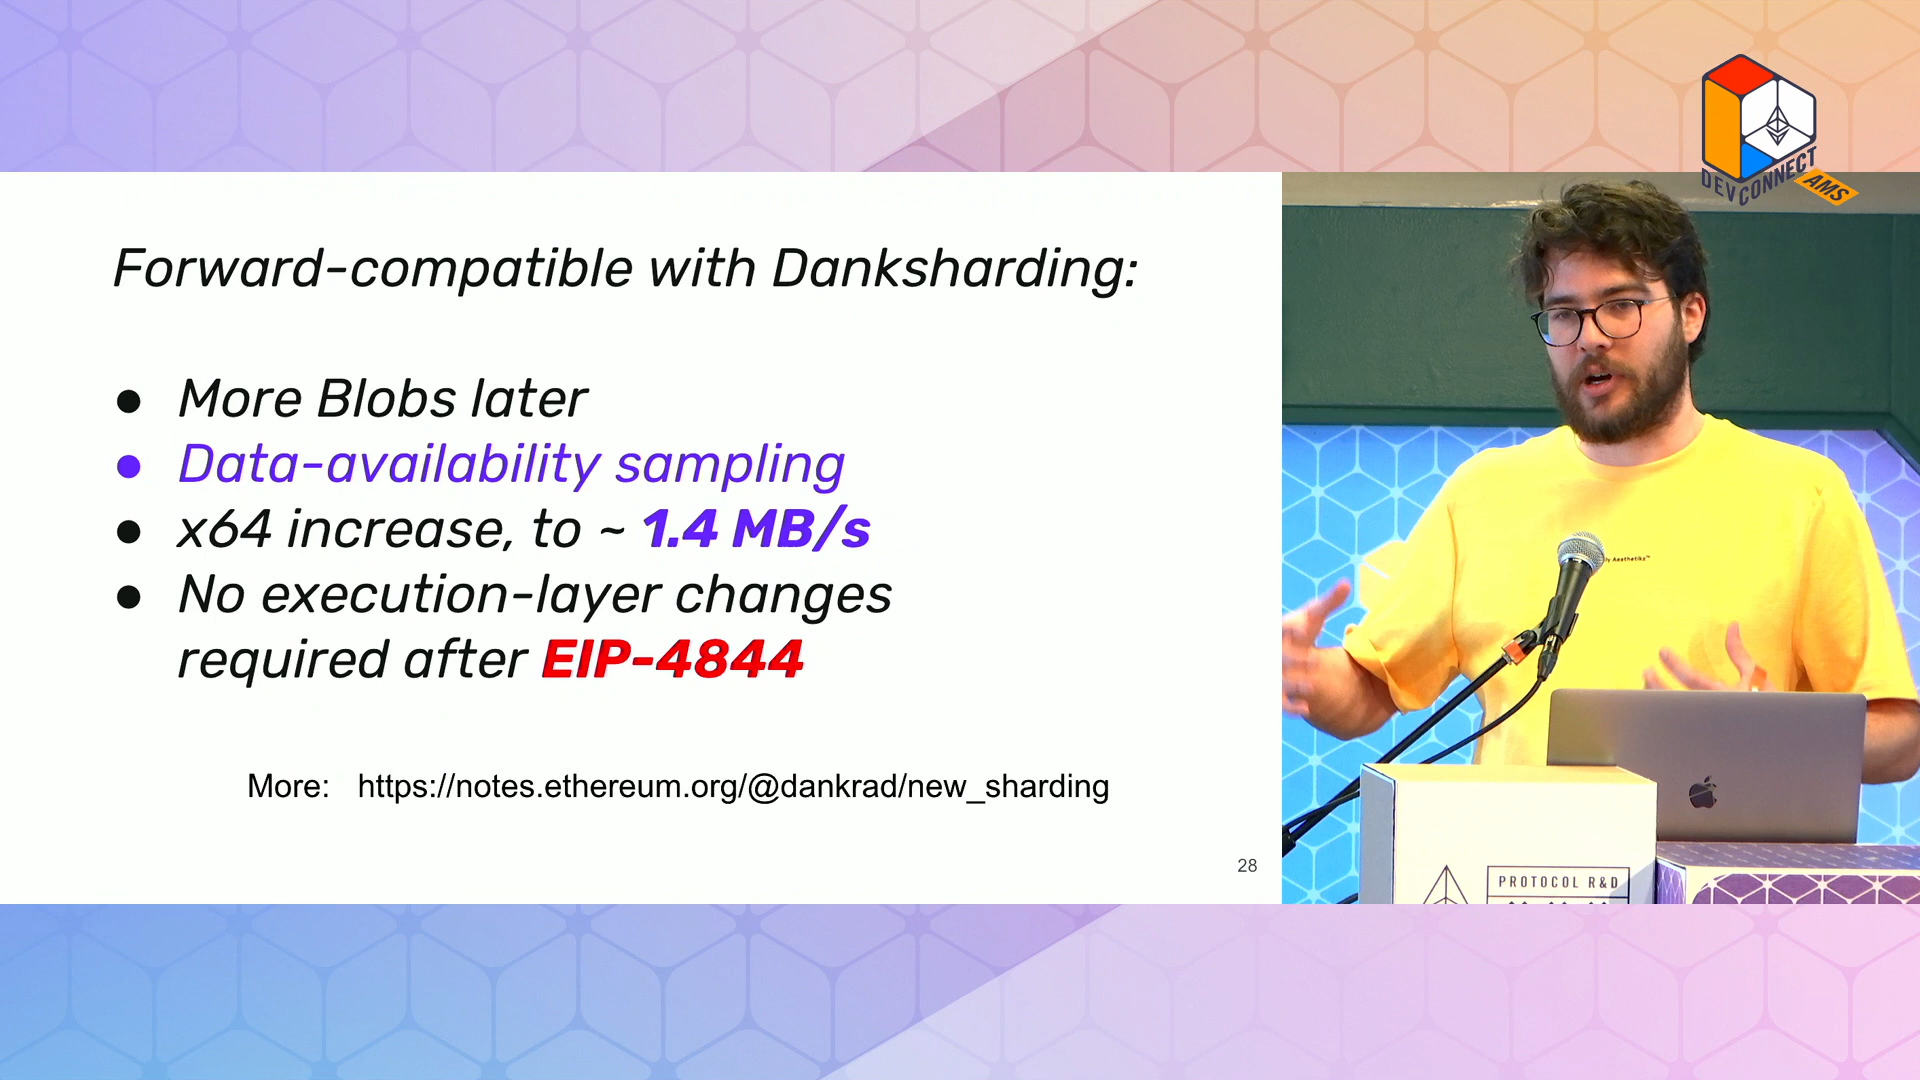 DEVCONNECT
AMS
Forward-compatible with Danksharding:
● More Blobs later
● Data-availability sampling
● x64 increase, to ~ 1.4 MB/s
● No execution-layer changes
required after EIP-4844
More: https://notes.ethereum.org/@dankrad/new_sharding
28
PROTOCOL R&D